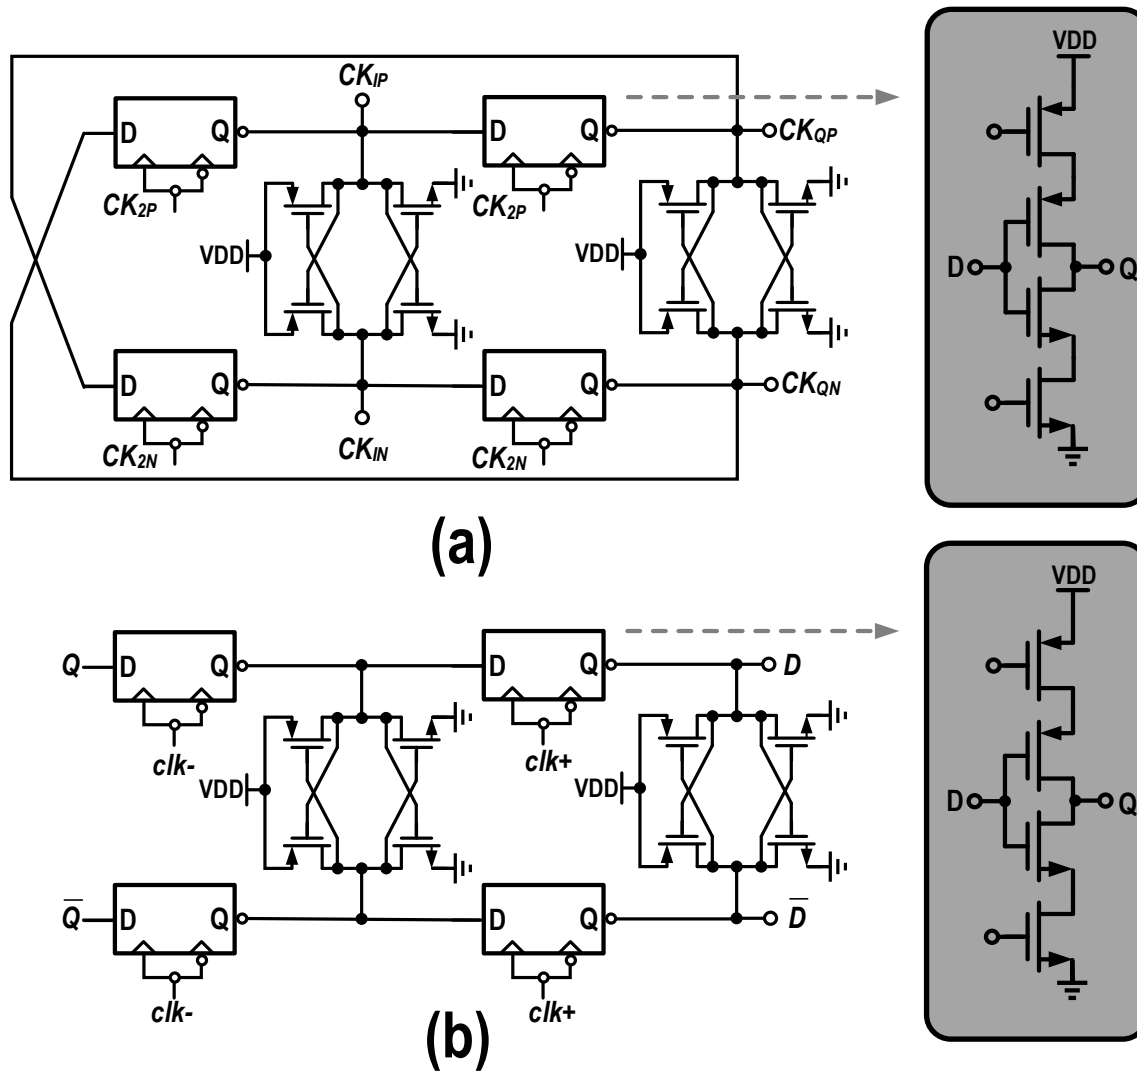 CK_IP
VDD
D Q D Q CK_QP
CK_2P CK_2P
VDD VDD
D Q
D Q D Q CK_QN
CK_2N CK_IN CK_2N
(a)
VDD
Q D Q D Q D
clk- clk+
VDD VDD
D Q
Q̅ D Q D Q D̅
clk- clk+
(b)